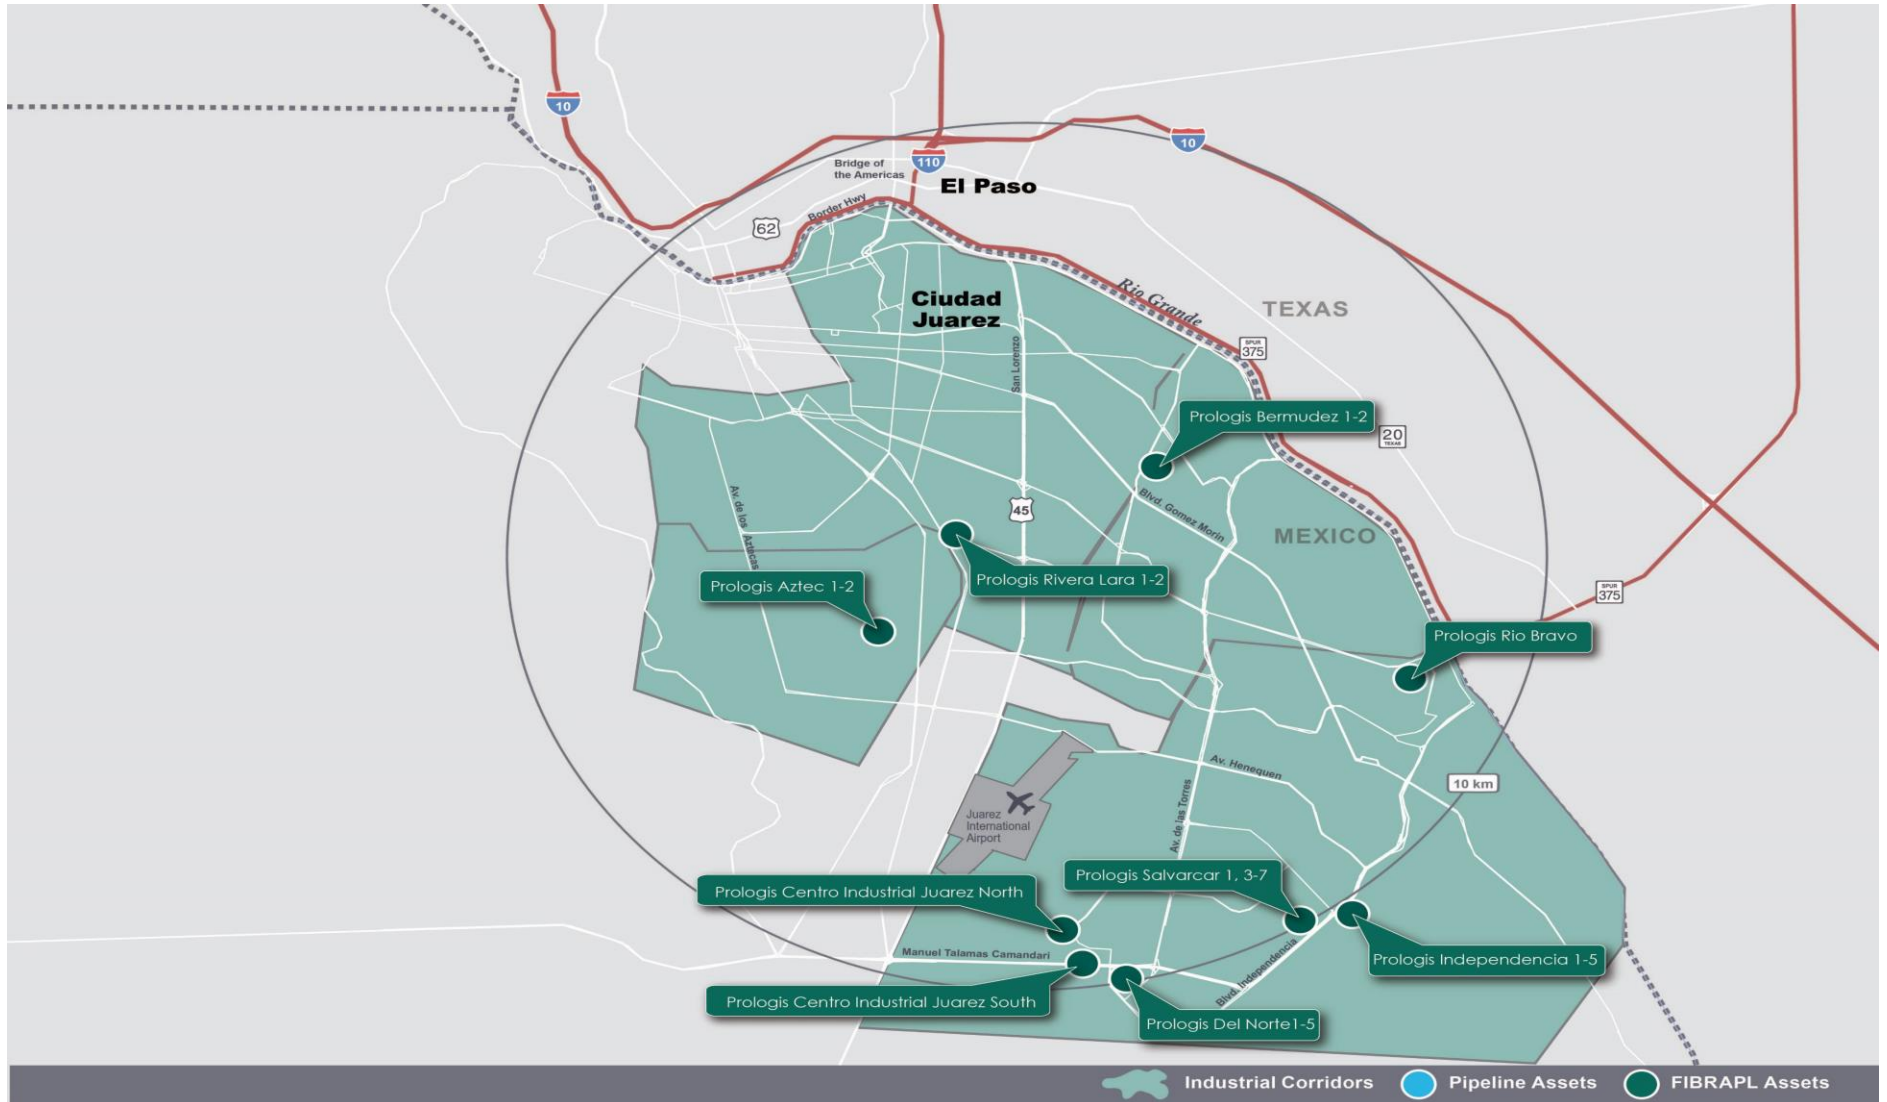 10
10
110
Bridge of
the Americas
El Paso
Border Hwy
62
Ciudad
Juarez
Rio Grande
TEXAS
SPUR
375
San Lorenzo
Prologis Bermudez 1-2
20
TEXAS
Av. de los Aztecas
45
Blvd. Gomez Morin
MEXICO
Prologis Aztec 1-2
Prologis Rivera Lara 1-2
SPUR
375
Prologis Rio Bravo
Av. Henequen
10 km
Juarez
International
Airport
Av. de las Torres
Prologis Salvarcar 1, 3-7
Prologis Centro Industrial Juarez North
Manuel Talamas Camandari
Blvd. Independencia
Prologis Independencia 1-5
Prologis Centro Industrial Juarez South
Prologis Del Norte1-5
Industrial Corridors
Pipeline Assets
FIBRAPL Assets